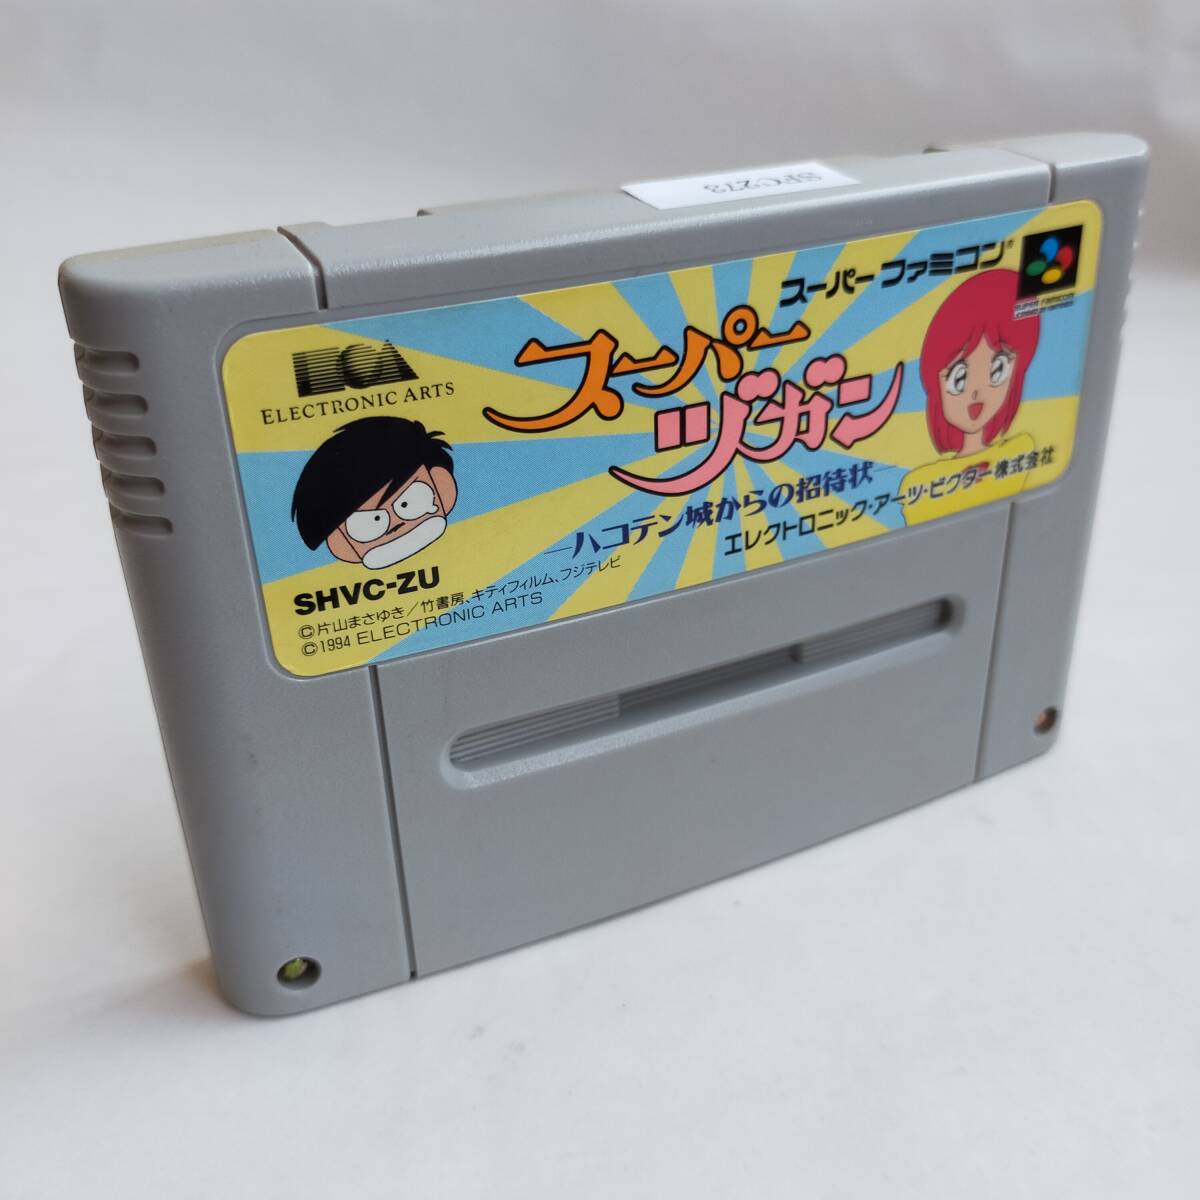 SFC273
スーパーファミコン®
ELECTRONIC ARTS
スーパー
ヅガン
―ハコテン城からの招待状―
エレクトロニック・アーツ・ビクター株式会社
SHVC-ZU
©片山まさゆき／竹書房、キティフィルム、フジテレビ
©1994 ELECTRONIC ARTS
SUPER FAMICOM